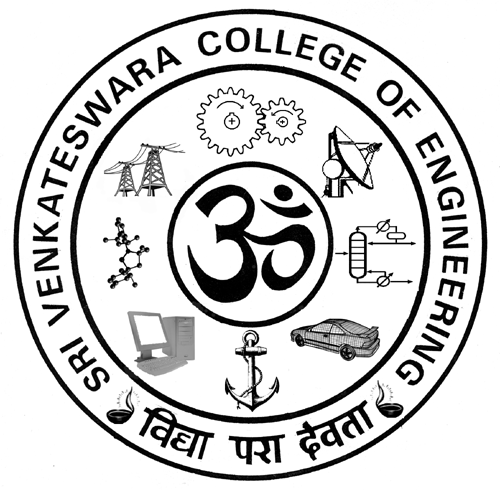 SRI VENKATESWARA COLLEGE OF ENGINEERING
ॐ
विद्या परा देवता